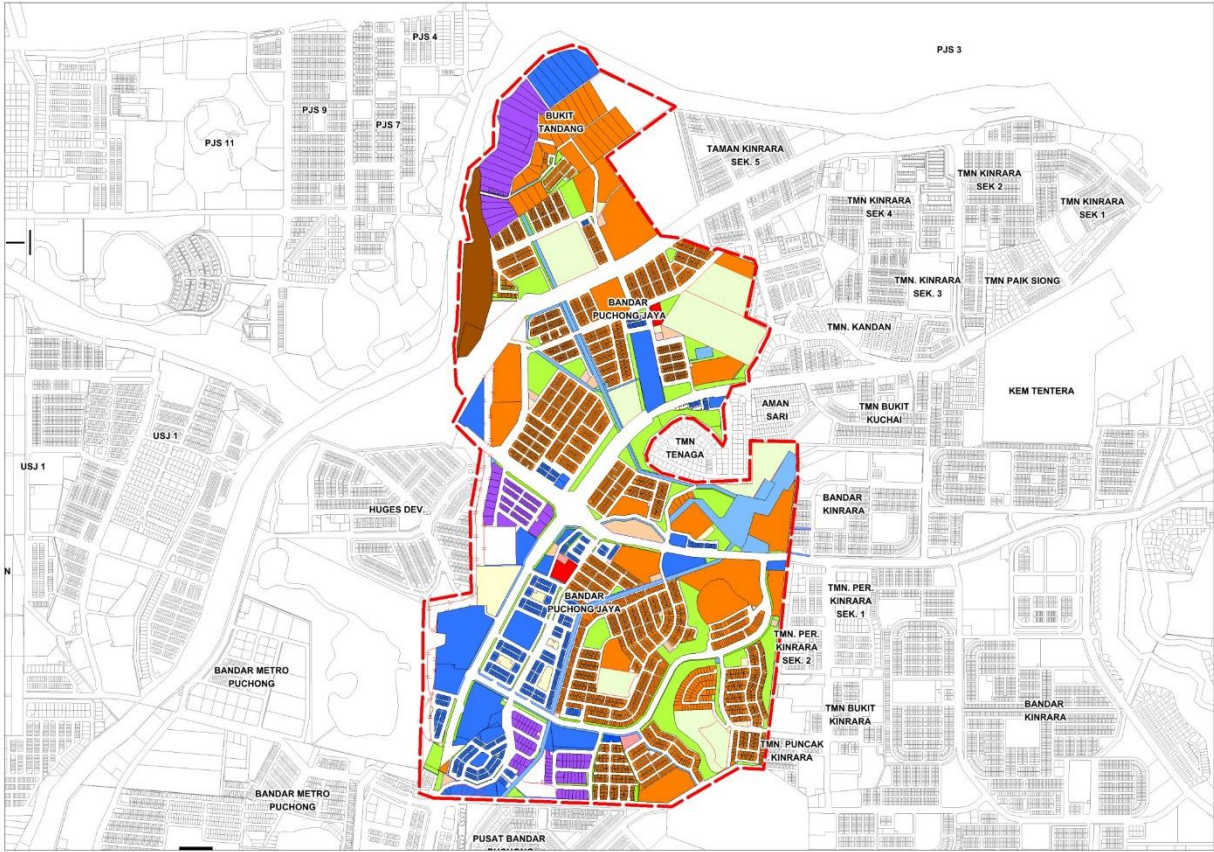 PJS 4
PJS 3
PJS 9
PJS 7
PJS 11
BUKIT
TANDANG
TAMAN KINRARA
SEK. 5
TMN KINRARA
SEK 2
TMN KINRARA
SEK 4
TMN KINRARA
SEK 1
TMN. KINRARA
SEK. 3
TMN PAIK SIONG
BANDAR
PUCHONG JAYA
TMN. KANDAN
KEM TENTERA
AMAN
SARI
TMN BUKIT
KUCHAI
USJ 1
TMN
TENAGA
USJ 1
HUGES DEV.
BANDAR
KINRARA
N
BANDAR
PUCHONG JAYA
TMN. PER.
KINRARA
SEK. 1
TMN. PER.
KINRARA
SEK. 2
BANDAR METRO
PUCHONG
TMN BUKIT
KINRARA
BANDAR
KINRARA
TMN. PUNCAK
KINRARA
BANDAR METRO
PUCHONG
PUSAT BANDAR
PUCHONG